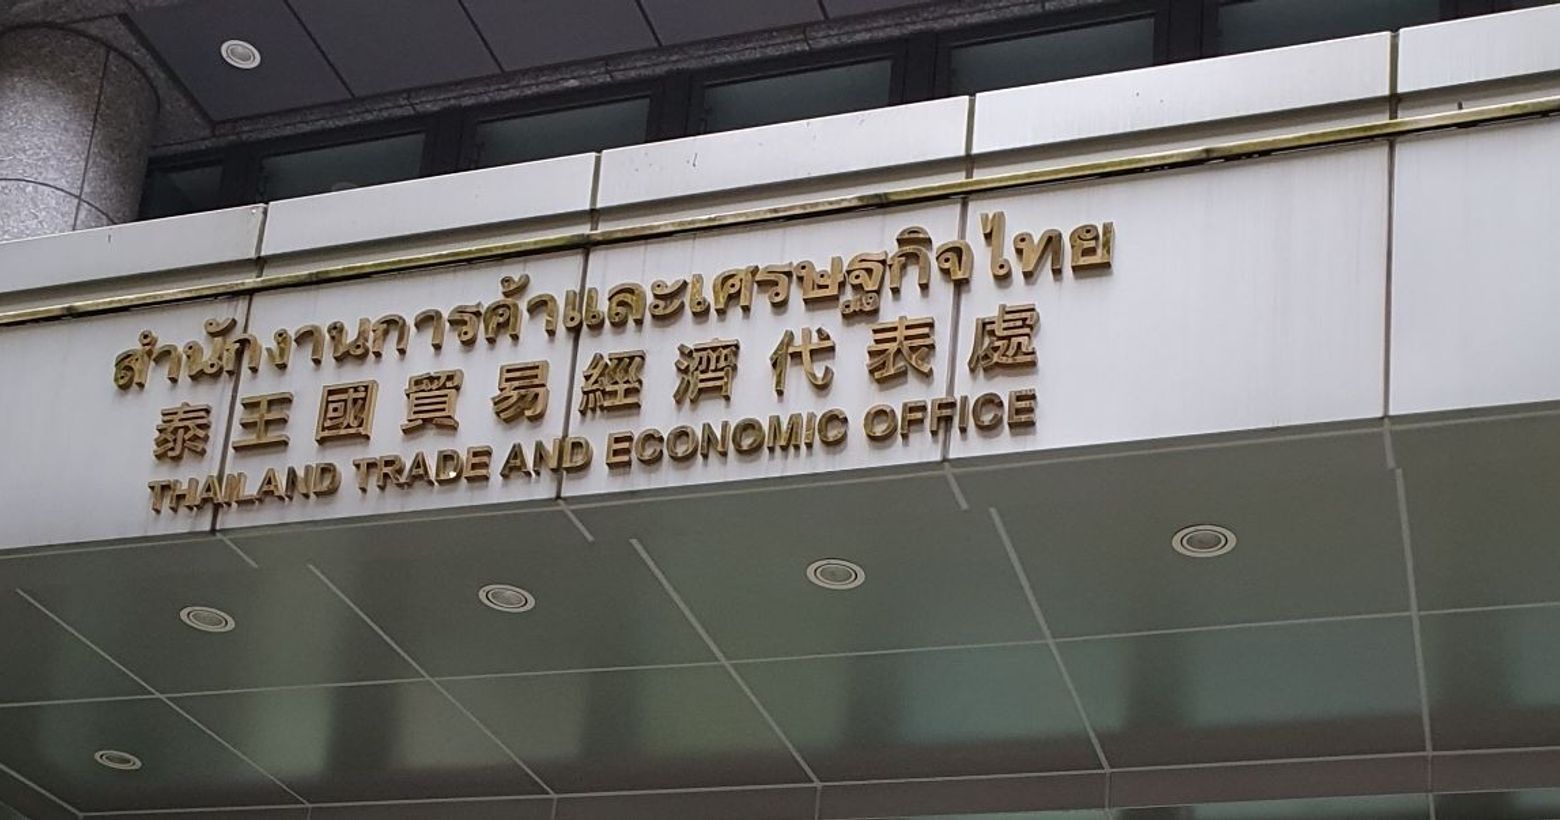 สำนักงานการค้าและเศรษฐกิจไทย
泰王國貿易經濟代表處
THAILAND TRADE AND ECONOMIC OFFICE